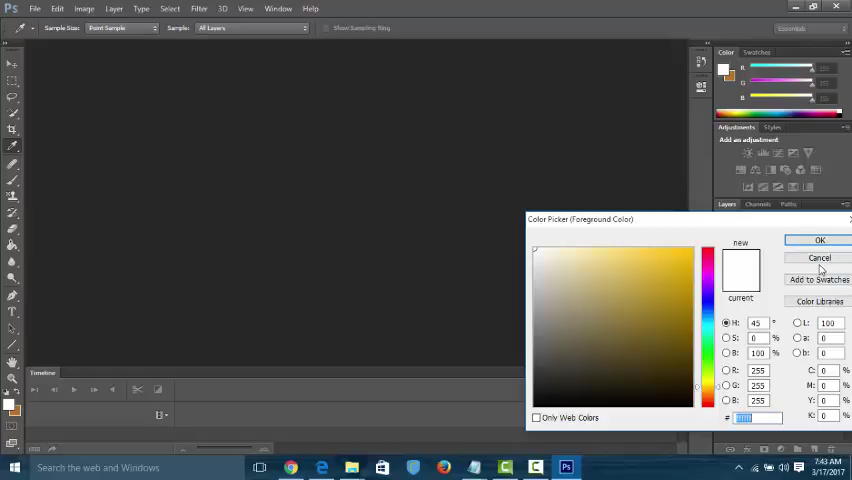 Ps File Edit Image Layer Type Select Filter 3D View Window Help
Sample Size: Point Sample Sample: All Layers Show Sampling Ring Essentials
Color Swatches
R
G
B
Adjustments Styles
Add an adjustment
Layers Channels Paths
Color Picker (Foreground Color)
new
current
OK
Cancel
Add to Swatches
Color Libraries
H: 45 ° L: 100
S: 0 % a: 0
B: 100 % b: 0
R: 255 C: 0 %
G: 255 M: 0 %
B: 255 Y: 0 %
# K: 0 %
Only Web Colors
Timeline
Search the web and Windows
Ps
7:43 AM
3/17/2017